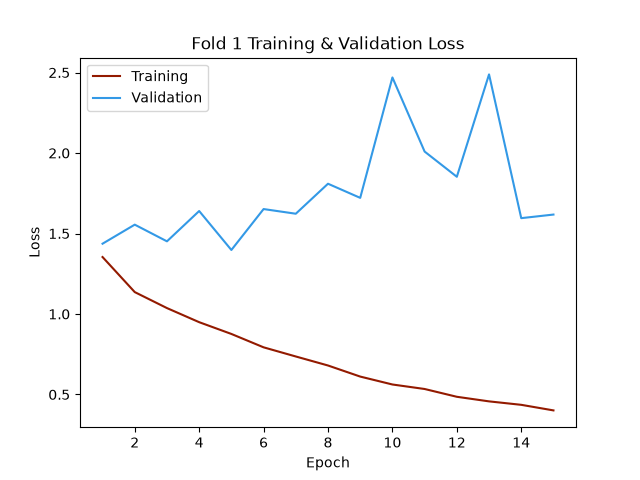 Fold 1 Training & Validation Loss
Training
Validation
2.5
2.0
1.5
1.0
0.5
Loss
2 4 6 8 10 12 14
Epoch